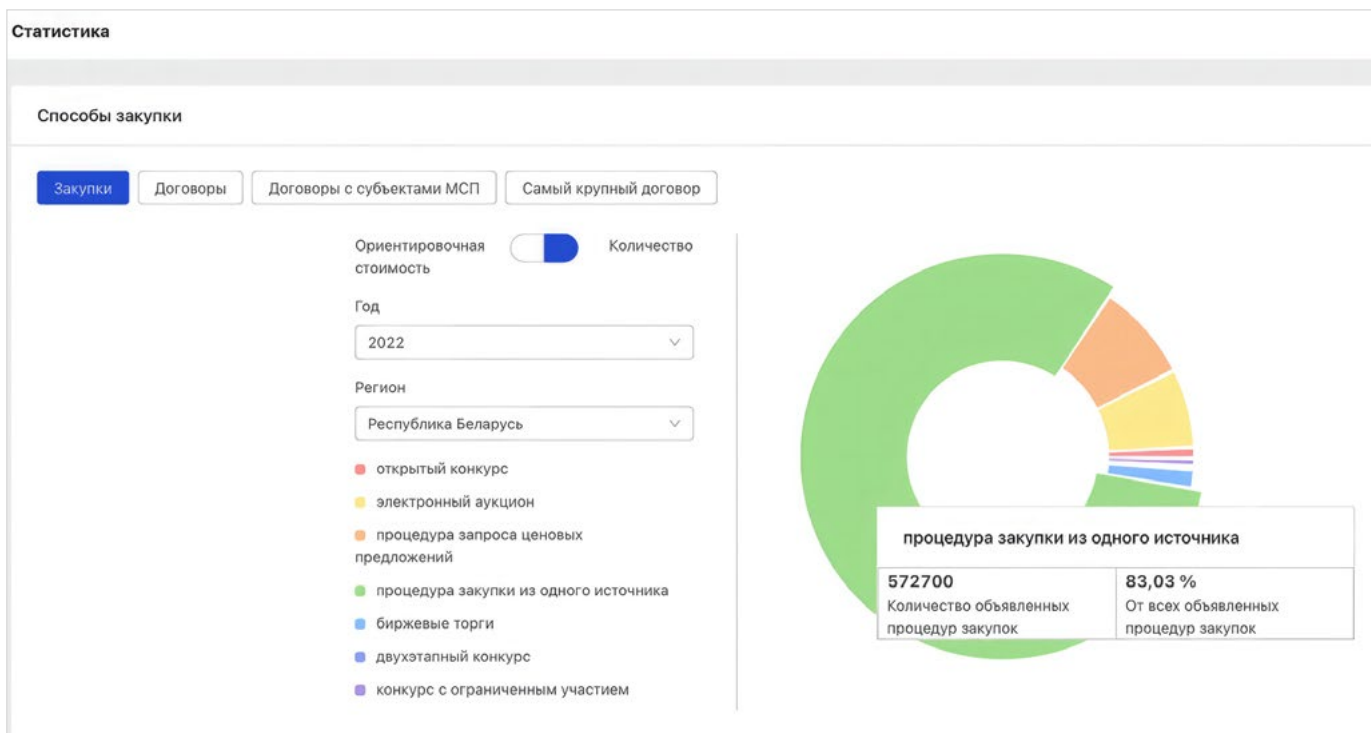 Статистика
Способы закупки
Закупки
Договоры
Договоры с субъектами МСП
Самый крупный договор
Ориентировочная
стоимость
Количество
Год
2022
Регион
Республика Беларусь
открытый конкурс
электронный аукцион
процедура запроса ценовых
предложений
процедура закупки из одного источника
биржевые торги
двухэтапный конкурс
конкурс с ограниченным участием
процедура закупки из одного источника
572700
Количество объявленных
процедур закупок
83,03 %
От всех объявленных
процедур закупок